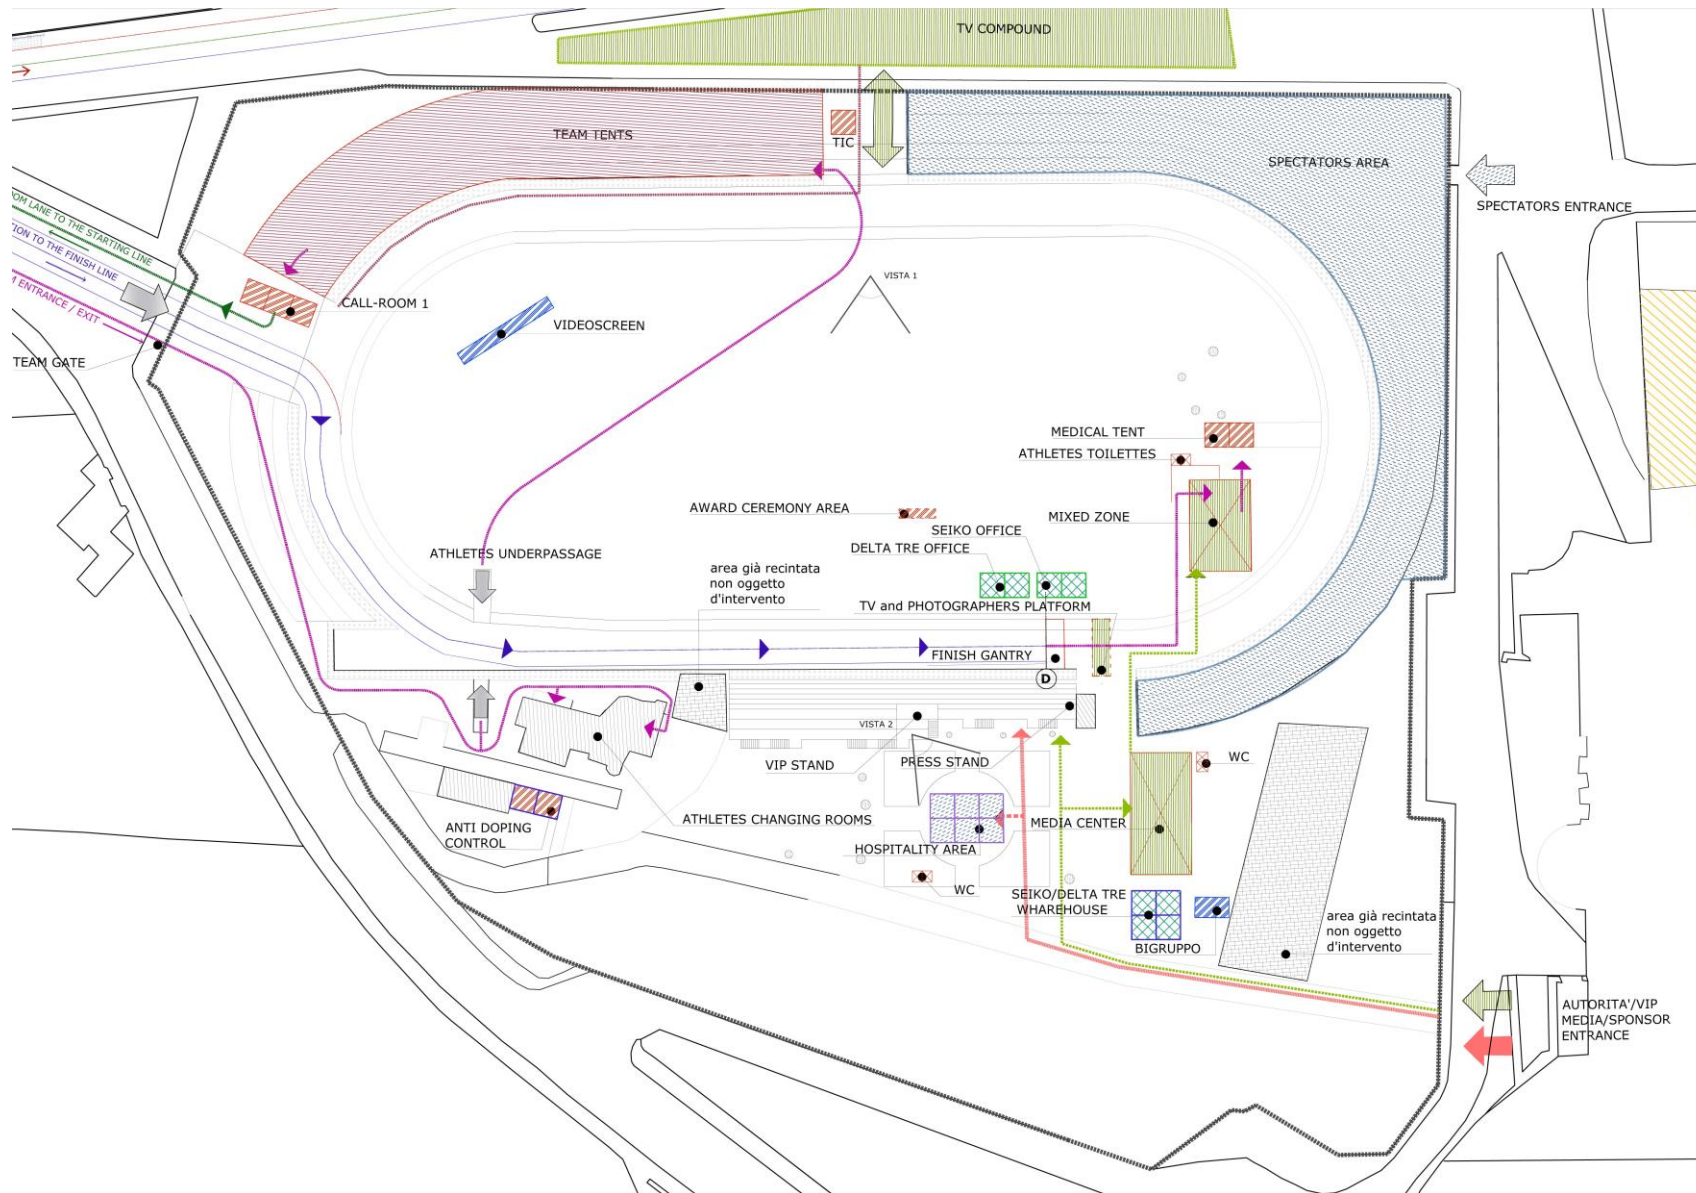 TV COMPOUND
TEAM TENTS
TIC
SPECTATORS AREA
SPECTATORS ENTRANCE
LANE TO THE STARTING LINE
TO THE FINISH LINE
ENTRANCE / EXIT
TEAM GATE
CALL-ROOM 1
VIDEOSCREEN
VISTA 1
MEDICAL TENT
ATHLETES TOILETTES
AWARD CEREMONY AREA
MIXED ZONE
SEIKO OFFICE
DELTA TRE OFFICE
ATHLETES UNDERPASSAGE
area già recintata
non oggetto
d'intervento
TV and PHOTOGRAPHERS PLATFORM
FINISH GANTRY
D
VISTA 2
VIP STAND
PRESS STAND
WC
ATHLETES CHANGING ROOMS
ANTI DOPING
CONTROL
MEDIA CENTER
HOSPITALITY AREA
WC
SEIKO/DELTA TRE
WHAREHOUSE
BIGRUPPO
area già recintata
non oggetto
d'intervento
AUTORITA'/VIP
MEDIA/SPONSOR
ENTRANCE